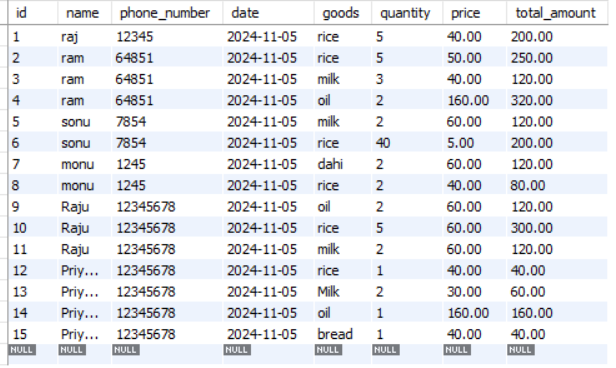 id name phone_number date goods quantity price total_amount
1 raj 12345 2024-11-05 rice 5 40.00 200.00
2 ram 64851 2024-11-05 rice 5 50.00 250.00
3 ram 64851 2024-11-05 milk 3 40.00 120.00
4 ram 64851 2024-11-05 oil 2 160.00 320.00
5 sonu 7854 2024-11-05 milk 2 60.00 120.00
6 sonu 7854 2024-11-05 rice 40 5.00 200.00
7 monu 1245 2024-11-05 dahi 2 60.00 120.00
8 monu 1245 2024-11-05 rice 2 40.00 80.00
9 Raju 12345678 2024-11-05 oil 2 60.00 120.00
10 Raju 12345678 2024-11-05 rice 5 60.00 300.00
11 Raju 12345678 2024-11-05 milk 2 60.00 120.00
12 Priy... 12345678 2024-11-05 rice 1 40.00 40.00
13 Priy... 12345678 2024-11-05 Milk 2 30.00 60.00
14 Priy... 12345678 2024-11-05 oil 1 160.00 160.00
15 Priy... 12345678 2024-11-05 bread 1 40.00 40.00
NULL NULL NULL NULL NULL NULL NULL NULL